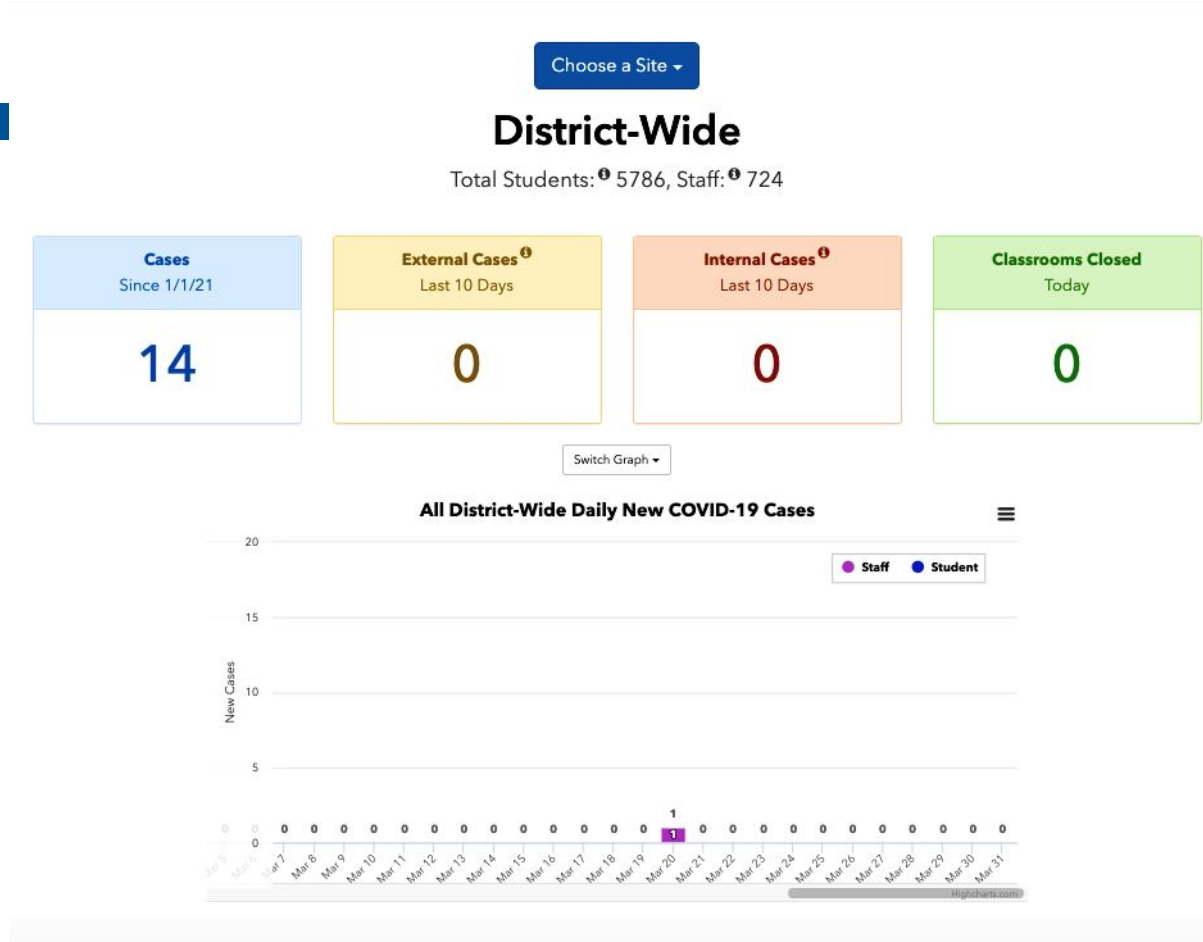 Choose a Site
District-Wide
Total Students: 5786, Staff: 724
Cases
Since 1/1/21
14
External Cases
Last 10 Days
0
Internal Cases
Last 10 Days
0
Classrooms Closed
Today
0
Switch Graph
All District-Wide Daily New COVID-19 Cases
Staff Student
New Cases
20
15
10
5
0
1
0 0 0 0 0 0 0 0 0 0 0 0 0 0 0 1 0 0 0 0 0 0 0 0 0 0 0
Mar 5 Mar 6 Mar 7 Mar 8 Mar 9 Mar 10 Mar 11 Mar 12 Mar 13 Mar 14 Mar 15 Mar 16 Mar 17 Mar 18 Mar 19 Mar 20 Mar 21 Mar 22 Mar 23 Mar 24 Mar 25 Mar 26 Mar 27 Mar 28 Mar 29 Mar 30 Mar 31
Highcharts.com